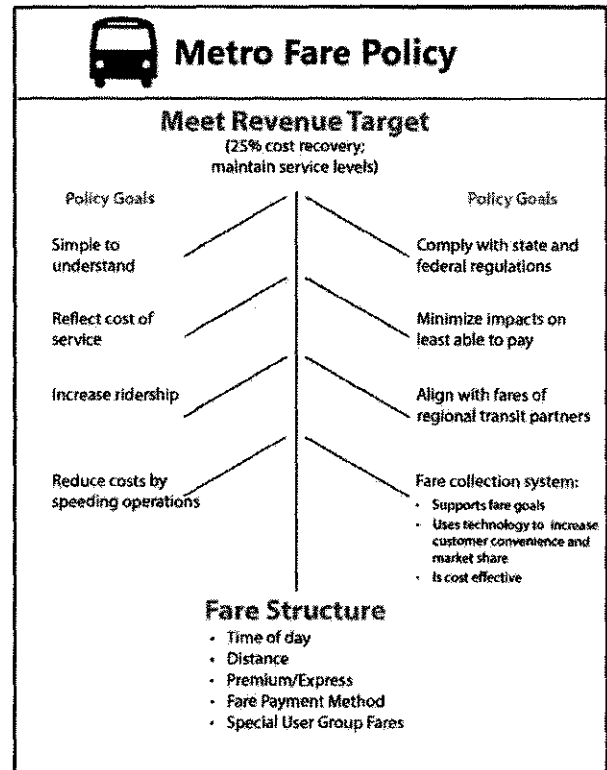 Metro Fare Policy
Meet Revenue Target
(25% cost recovery;
maintain service levels)
Policy Goals
Simple to
understand
Reflect cost of
service
Increase ridership
Reduce costs by
speeding operations
Policy Goals
Comply with state and
federal regulations
Minimize impacts on
least able to pay
Align with fares of
regional transit partners
Fare collection system:
• Supports fare goals
• Uses technology to increase
customer convenience and
market share
• Is cost effective
Fare Structure
• Time of day
• Distance
• Premium/Express
• Fare Payment Method
• Special User Group Fares